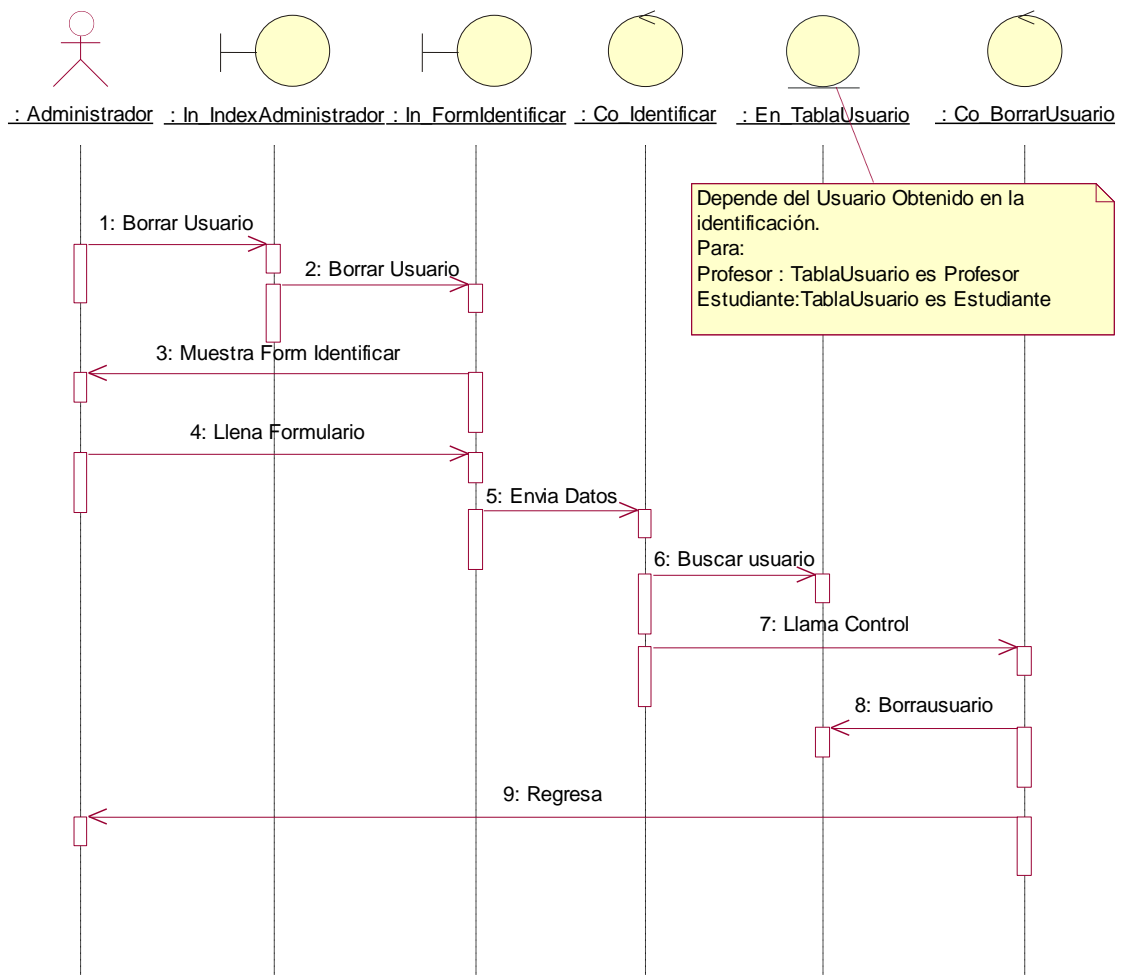 : Administrador
: In_IndexAdministrador
: In_FormIdentificar
: Co_Identificar
: En_TablaUsuario
: Co_BorrarUsuario
Depende del Usuario Obtenido en la
identificación.
Para:
Profesor : TablaUsuario es Profesor
Estudiante:TablaUsuario es Estudiante
1: Borrar Usuario
2: Borrar Usuario
3: Muestra Form Identificar
4: Llena Formulario
5: Envia Datos
6: Buscar usuario
7: Llama Control
8: Borrausuario
9: Regresa